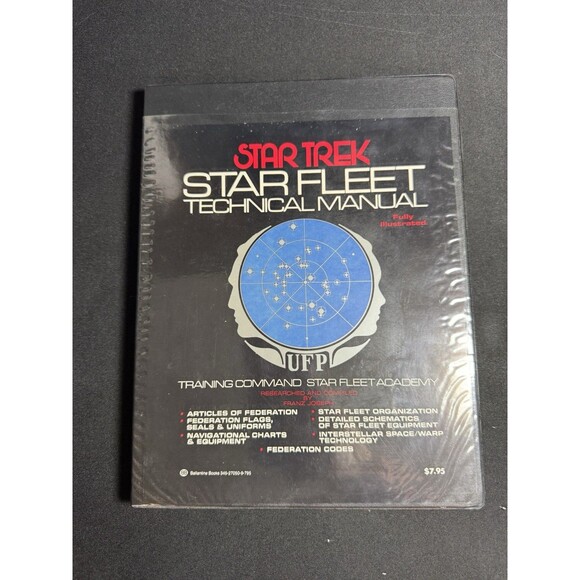 STAR TREK
STAR FLEET
TECHNICAL MANUAL
Fully
Illustrated
UFP
TRAINING COMMAND STAR FLEET ACADEMY
RESEARCHED AND COMPILED
BY
FRANZ JOSEPH
• ARTICLES OF FEDERATION
• FEDERATION FLAGS,
SEALS & UNIFORMS
• NAVIGATIONAL CHARTS
& EQUIPMENT
• STAR FLEET ORGANIZATION
• DETAILED SCHEMATICS
OF STAR FLEET EQUIPMENT
• INTERSTELLAR SPACE/WARP
TECHNOLOGY
• FEDERATION CODES
Ballantine Books
$7.95